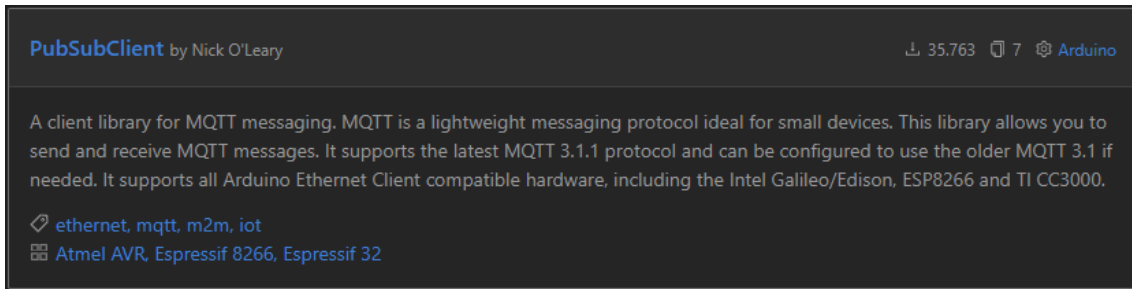 PubSubClient by Nick O'Leary 35.763 7 Arduino
A client library for MQTT messaging. MQTT is a lightweight messaging protocol ideal for small devices. This library allows you to
send and receive MQTT messages. It supports the latest MQTT 3.1.1 protocol and can be configured to use the older MQTT 3.1 if
needed. It supports all Arduino Ethernet Client compatible hardware, including the Intel Galileo/Edison, ESP8266 and TI CC3000.
ethernet, mqtt, m2m, iot
Atmel AVR, Espressif 8266, Espressif 32